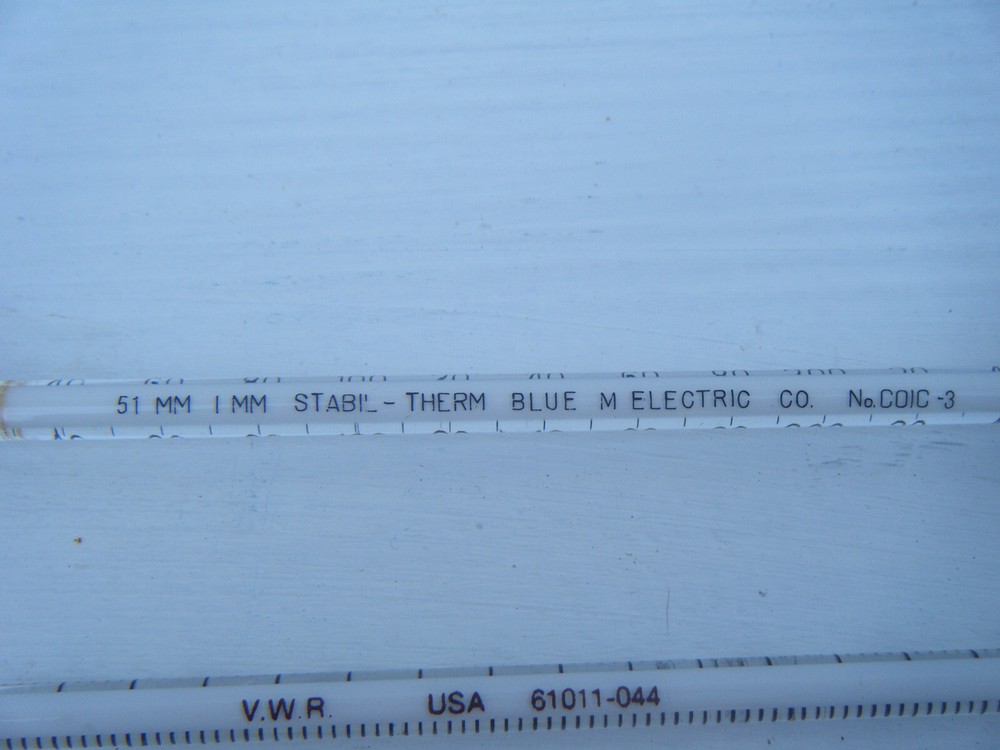 51 MM 1 MM STABIL-THERM BLUE M ELECTRIC CO. No.COIC-3
V.W.R. USA 61011-044